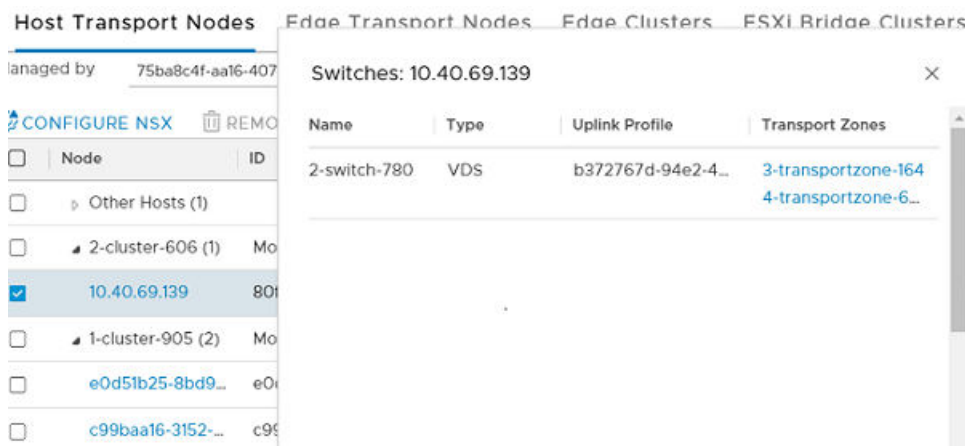 Host Transport Nodes Edge Transport Nodes Edge Clusters ESXi Bridge Clusters
Managed by 75ba8c4f-aa16-407
Switches: 10.40.69.139
CONFIGURE NSX REMO
Name Type Uplink Profile Transport Zones
Node ID
2-switch-780 VDS b372767d-94e2-4... 3-transportzone-164
4-transportzone-6...
Other Hosts (1)
2-cluster-606 (1) Mo
10.40.69.139 80f
1-cluster-905 (2) Mo
e0d51b25-8bd9... e0
c99baa16-3152-... c99